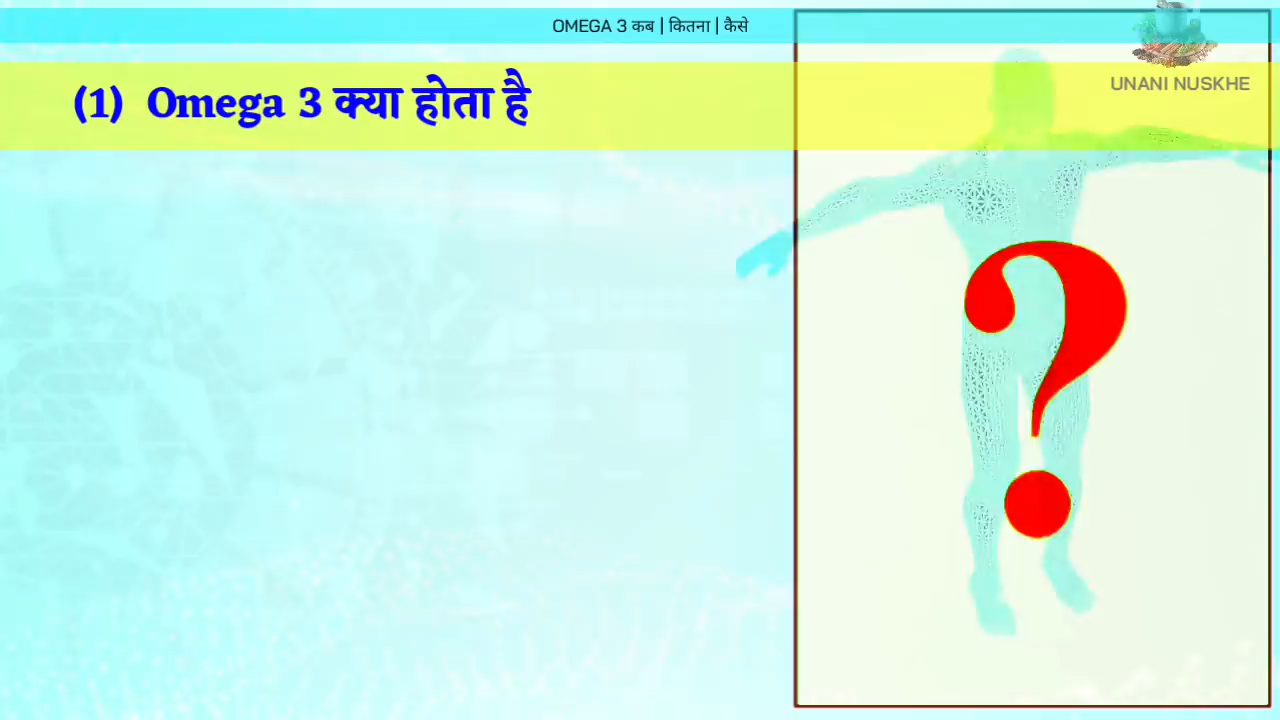 OMEGA 3 कब | कितना | कैसे
UNANI NUSKHE
(1) Omega 3 क्या होता है
?